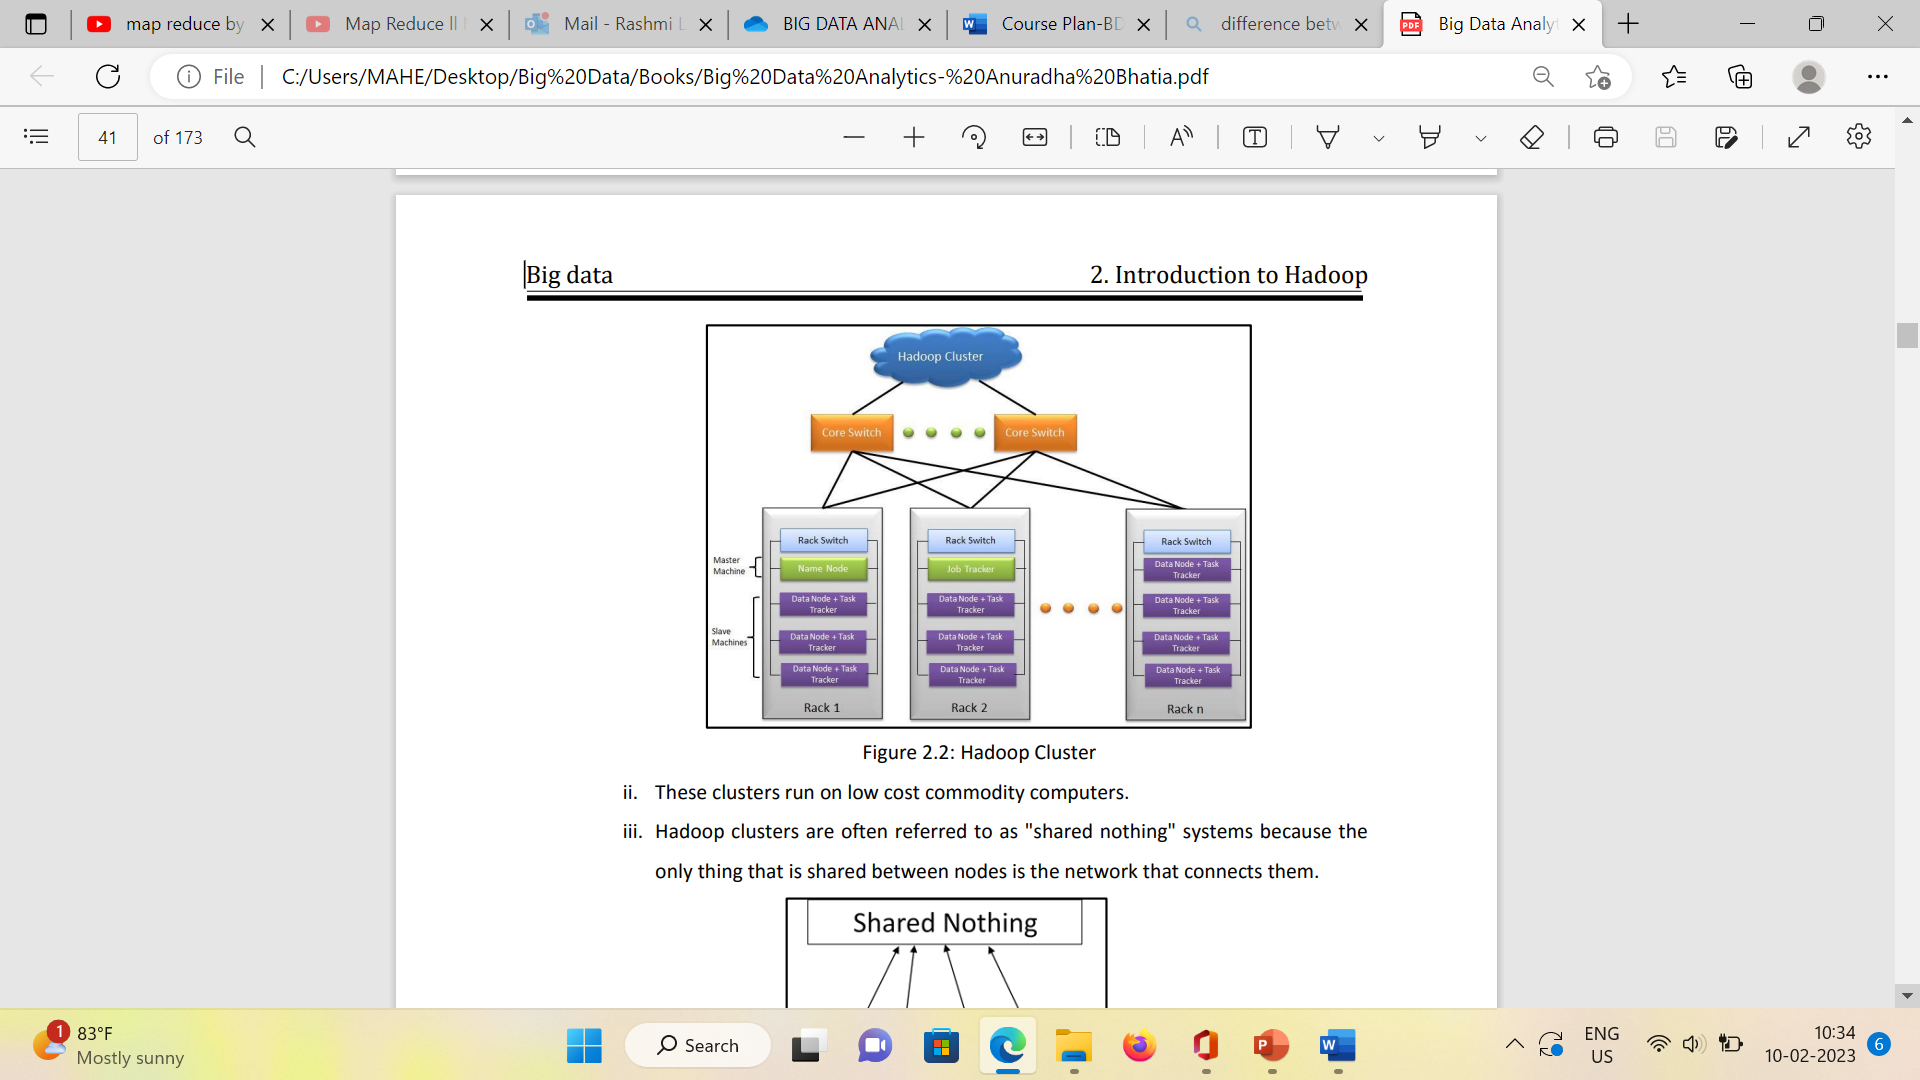 map reduce by
Map Reduce ll
Mail - Rashmi L
BIG DATA ANAL
Course Plan-BD
difference betw
Big Data Analyt
File
C:/Users/MAHE/Desktop/Big%20Data/Books/Big%20Data%20Analytics-%20Anuradha%20Bhatia.pdf
41 of 173
Big data 2. Introduction to Hadoop
Hadoop Cluster
Core Switch Core Switch
Rack Switch Rack Switch Rack Switch
Master
Machine
Name Node
Job Tracker
Data Node + Task
Tracker
Data Node + Task
Tracker
Data Node + Task
Tracker
Data Node + Task
Tracker
Slave
Machines
Data Node + Task
Tracker
Data Node + Task
Tracker
Data Node + Task
Tracker
Data Node + Task
Tracker
Data Node + Task
Tracker
Data Node + Task
Tracker
Rack 1 Rack 2 Rack n
Figure 2.2: Hadoop Cluster
ii. These clusters run on low cost commodity computers.
iii. Hadoop clusters are often referred to as "shared nothing" systems because the
only thing that is shared between nodes is the network that connects them.
Shared Nothing
1
83°F
Mostly sunny
Search
ENG
US
10:34
10-02-2023
6